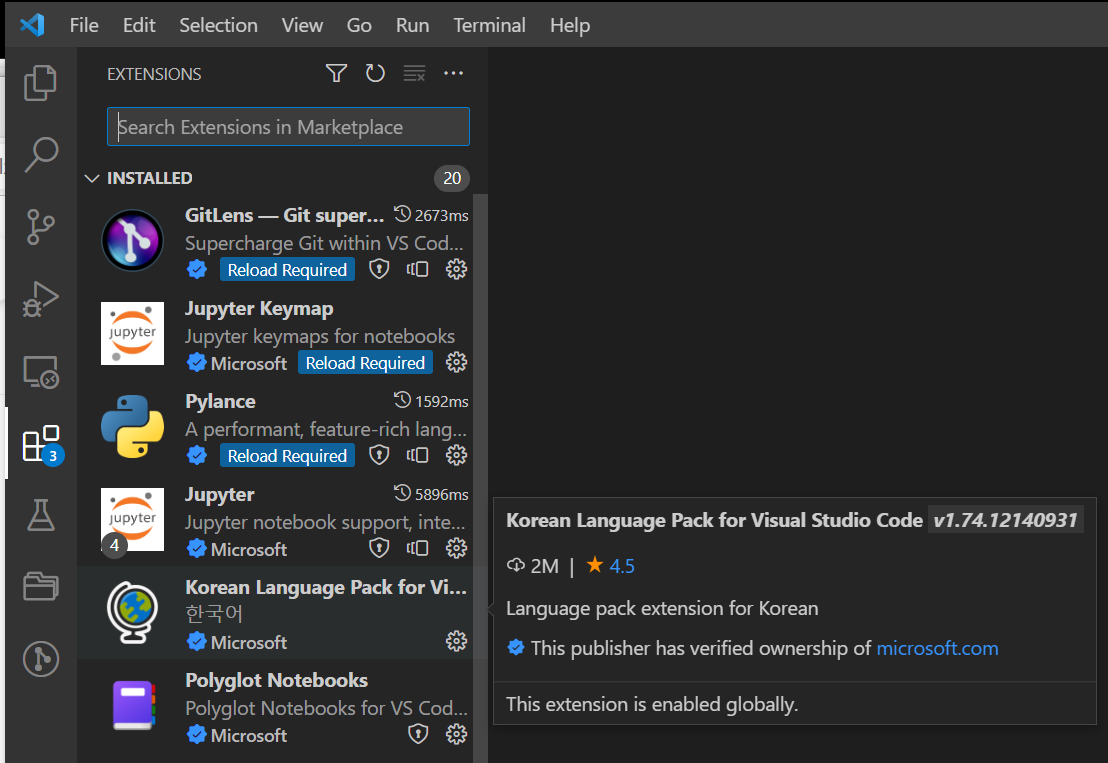 File Edit Selection View Go Run Terminal Help
EXTENSIONS
Search Extensions in Marketplace
INSTALLED 20
GitLens — Git super... 2673ms
Supercharge Git within VS Cod...
Reload Required
jupyter
Jupyter Keymap
Jupyter keymaps for notebooks
Microsoft Reload Required
Pylance 1592ms
A performant, feature-rich lang...
Reload Required
3
jupyter
4
Jupyter 5896ms
Jupyter notebook support, inte...
Microsoft
Korean Language Pack for Vi...
한국어
Microsoft
Polyglot Notebooks
Polyglot Notebooks for VS Cod...
Microsoft
Korean Language Pack for Visual Studio Code v1.74.12140931
2M | ★ 4.5
Language pack extension for Korean
This publisher has verified ownership of microsoft.com
This extension is enabled globally.